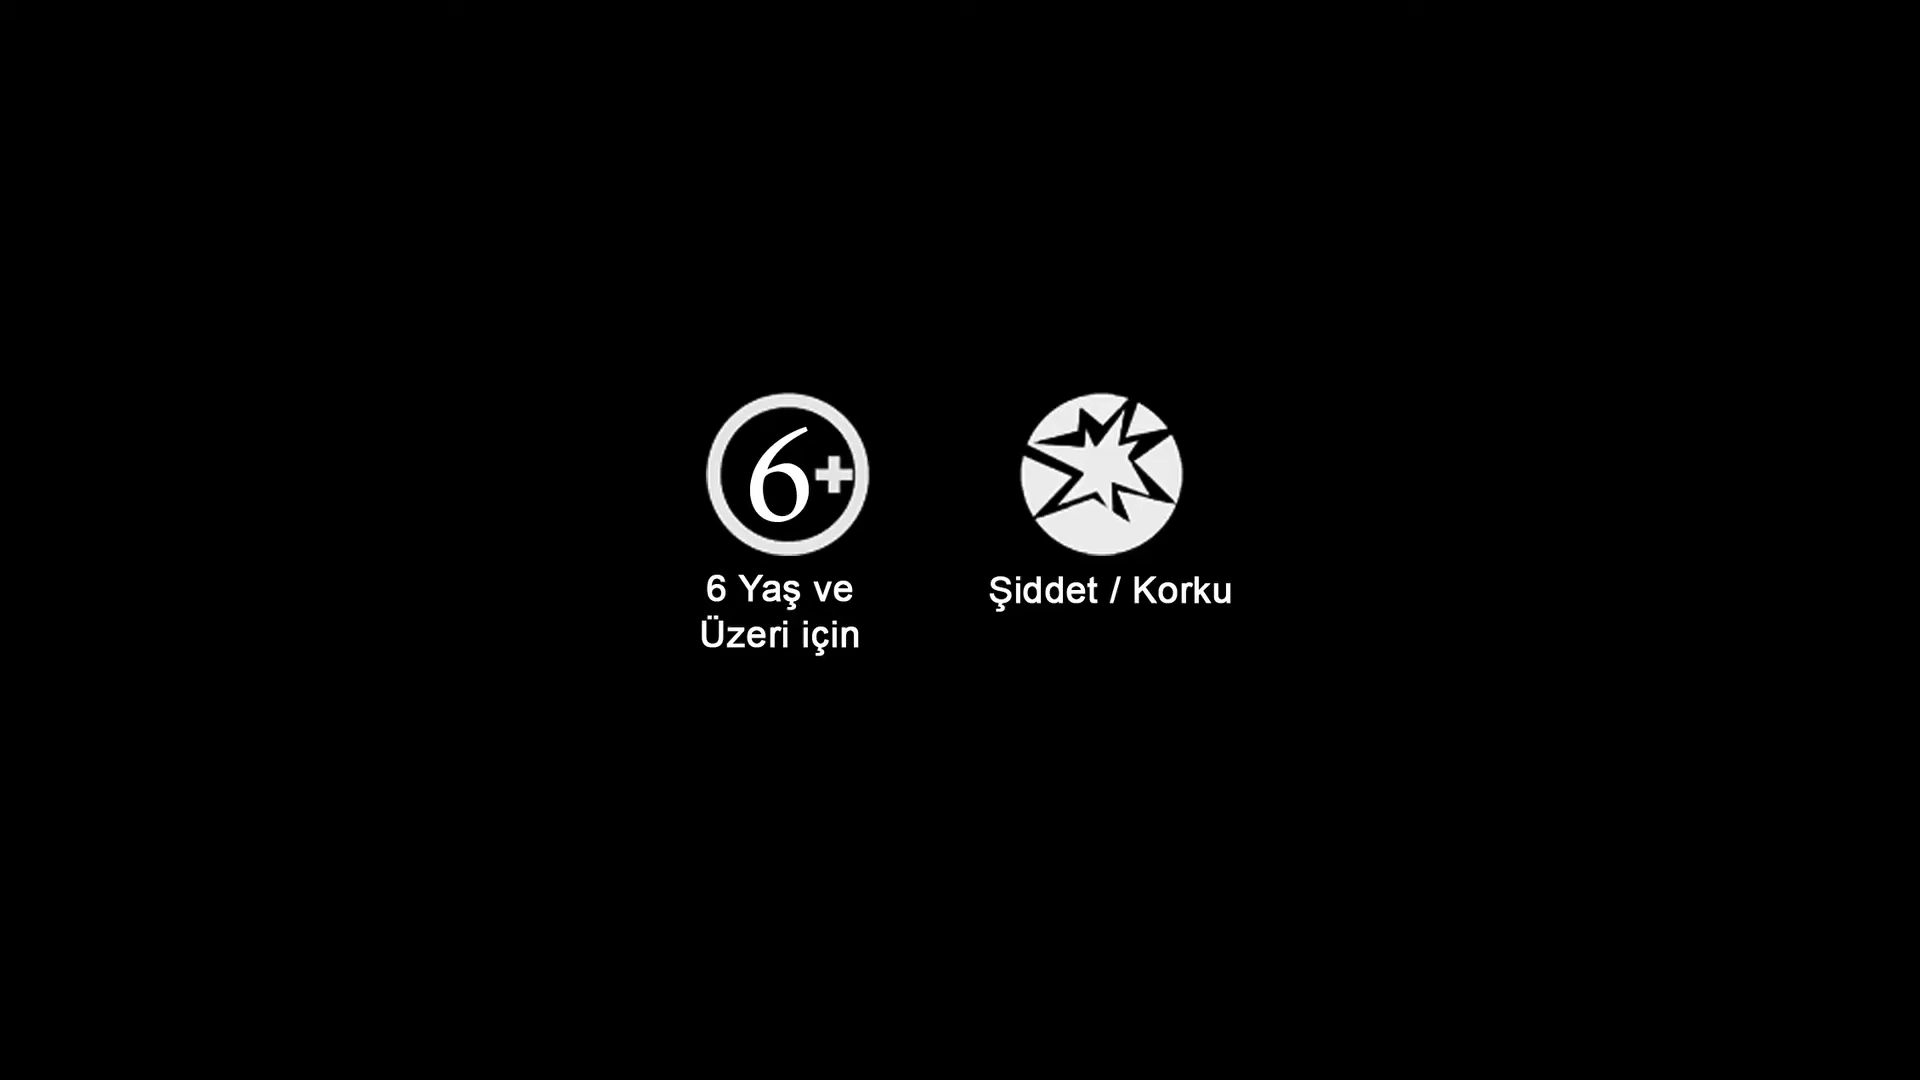 6+
6 Yaş ve
Üzeri için
Şiddet / Korku